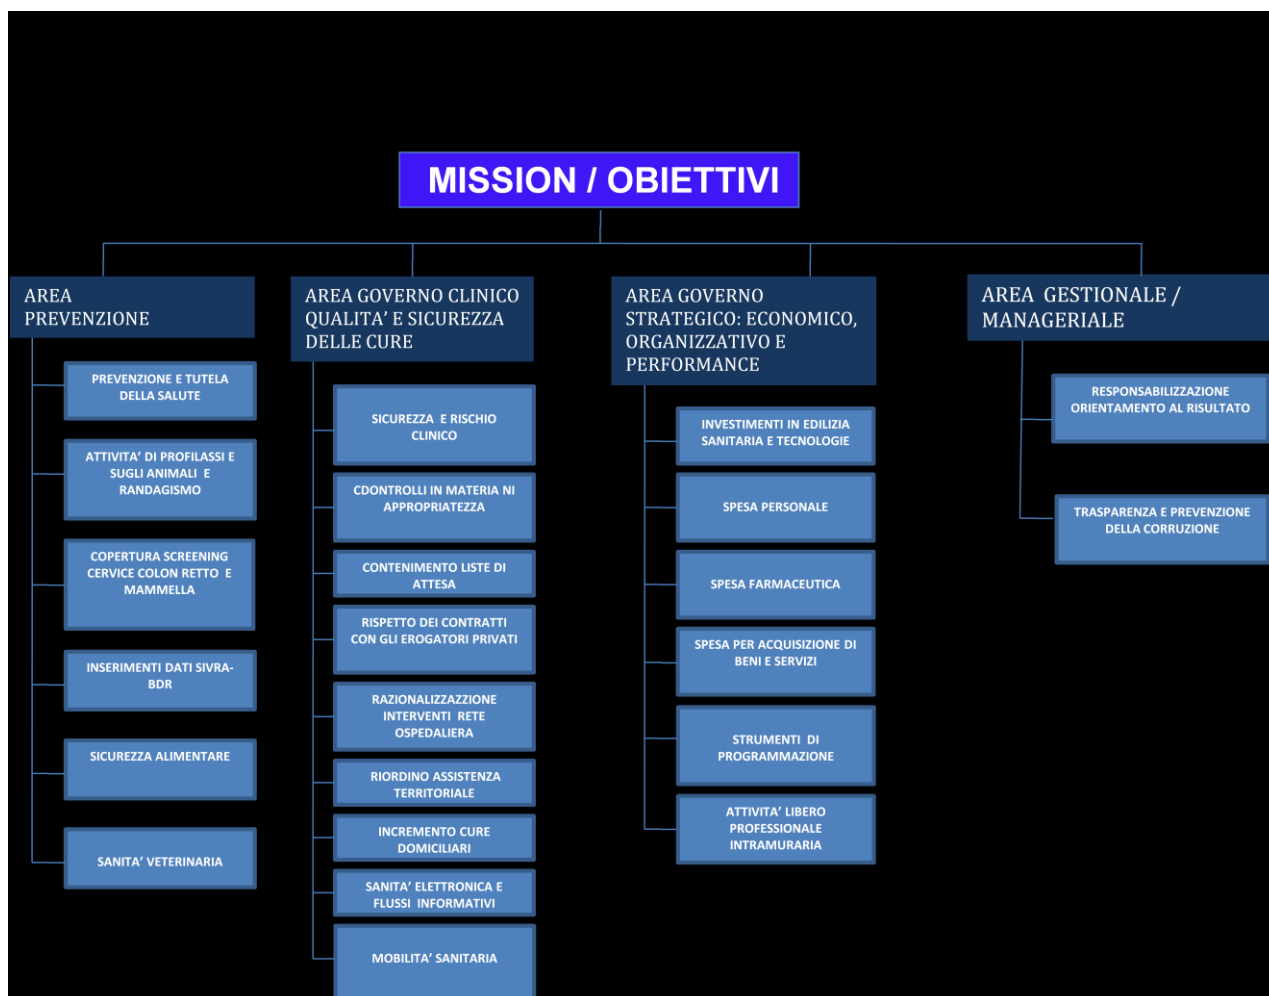 MISSION / OBIETTIVI
AREA
PREVENZIONE
PREVENZIONE E TUTELA
DELLA SALUTE
ATTIVITA’ DI PROFILASSI E
SUGLI ANIMALI E
RANDAGISMO
COPERTURA SCREENING
CERVICE COLON RETTO E
MAMMELLA
INSERIMENTI DATI SIVRA-
BDR
SICUREZZA ALIMENTARE
SANITA’ VETERINARIA
AREA GOVERNO CLINICO
QUALITA’ E SICUREZZA
DELLE CURE
SICUREZZA E RISCHIO
CLINICO
CDONTROLLI IN MATERIA NI
APPROPRIATEZZA
CONTENIMENTO LISTE DI
ATTESA
RISPETTO DEI CONTRATTI
CON GLI EROGATORI PRIVATI
RAZIONALIZZAZZIONE
INTERVENTI RETE
OSPEDALIERA
RIORDINO ASSISTENZA
TERRITORIALE
INCREMENTO CURE
DOMICILIARI
SANITA’ ELETTRONICA E
FLUSSI INFORMATIVI
MOBILITA’ SANITARIA
AREA GOVERNO
STRATEGICO: ECONOMICO,
ORGANIZZATIVO E
PERFORMANCE
INVESTIMENTI IN EDILIZIA
SANITARIA E TECNOLOGIE
SPESA PERSONALE
SPESA FARMACEUTICA
SPESA PER ACQUISIZIONE DI
BENI E SERVIZI
STRUMENTI DI
PROGRAMMAZIONE
ATTIVITA’ LIBERO
PROFESSIONALE
INTRAMURARIA
AREA GESTIONALE /
MANAGERIALE
RESPONSABILIZZAZIONE
ORIENTAMENTO AL RISULTATO
TRASPARENZA E PREVENZIONE
DELLA CORRUZIONE